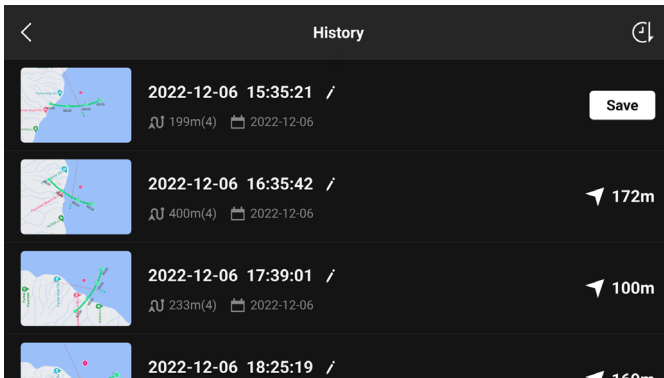 History
2022-12-06 15:35:21
199m(4) 2022-12-06
Save
2022-12-06 16:35:42
400m(4) 2022-12-06
172m
2022-12-06 17:39:01
233m(4) 2022-12-06
100m
2022-12-06 18:25:19